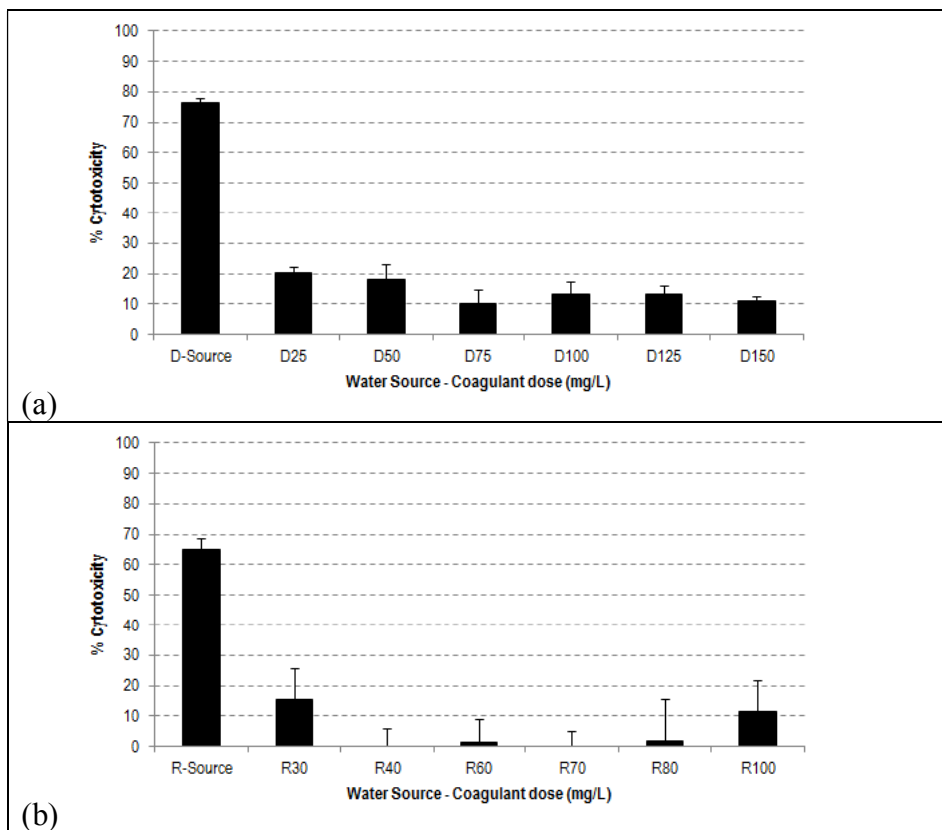 100
90
80
70
60
50
40
30
20
10
0
% Cytotoxicity
D-Source D25 D50 D75 D100 D125 D150
Water Source - Coagulant dose (mg/L)
(a)
100
90
80
70
60
50
40
30
20
10
0
% Cytotoxicity
R-Source R30 R40 R60 R70 R80 R100
Water Source - Coagulant dose (mg/L)
(b)